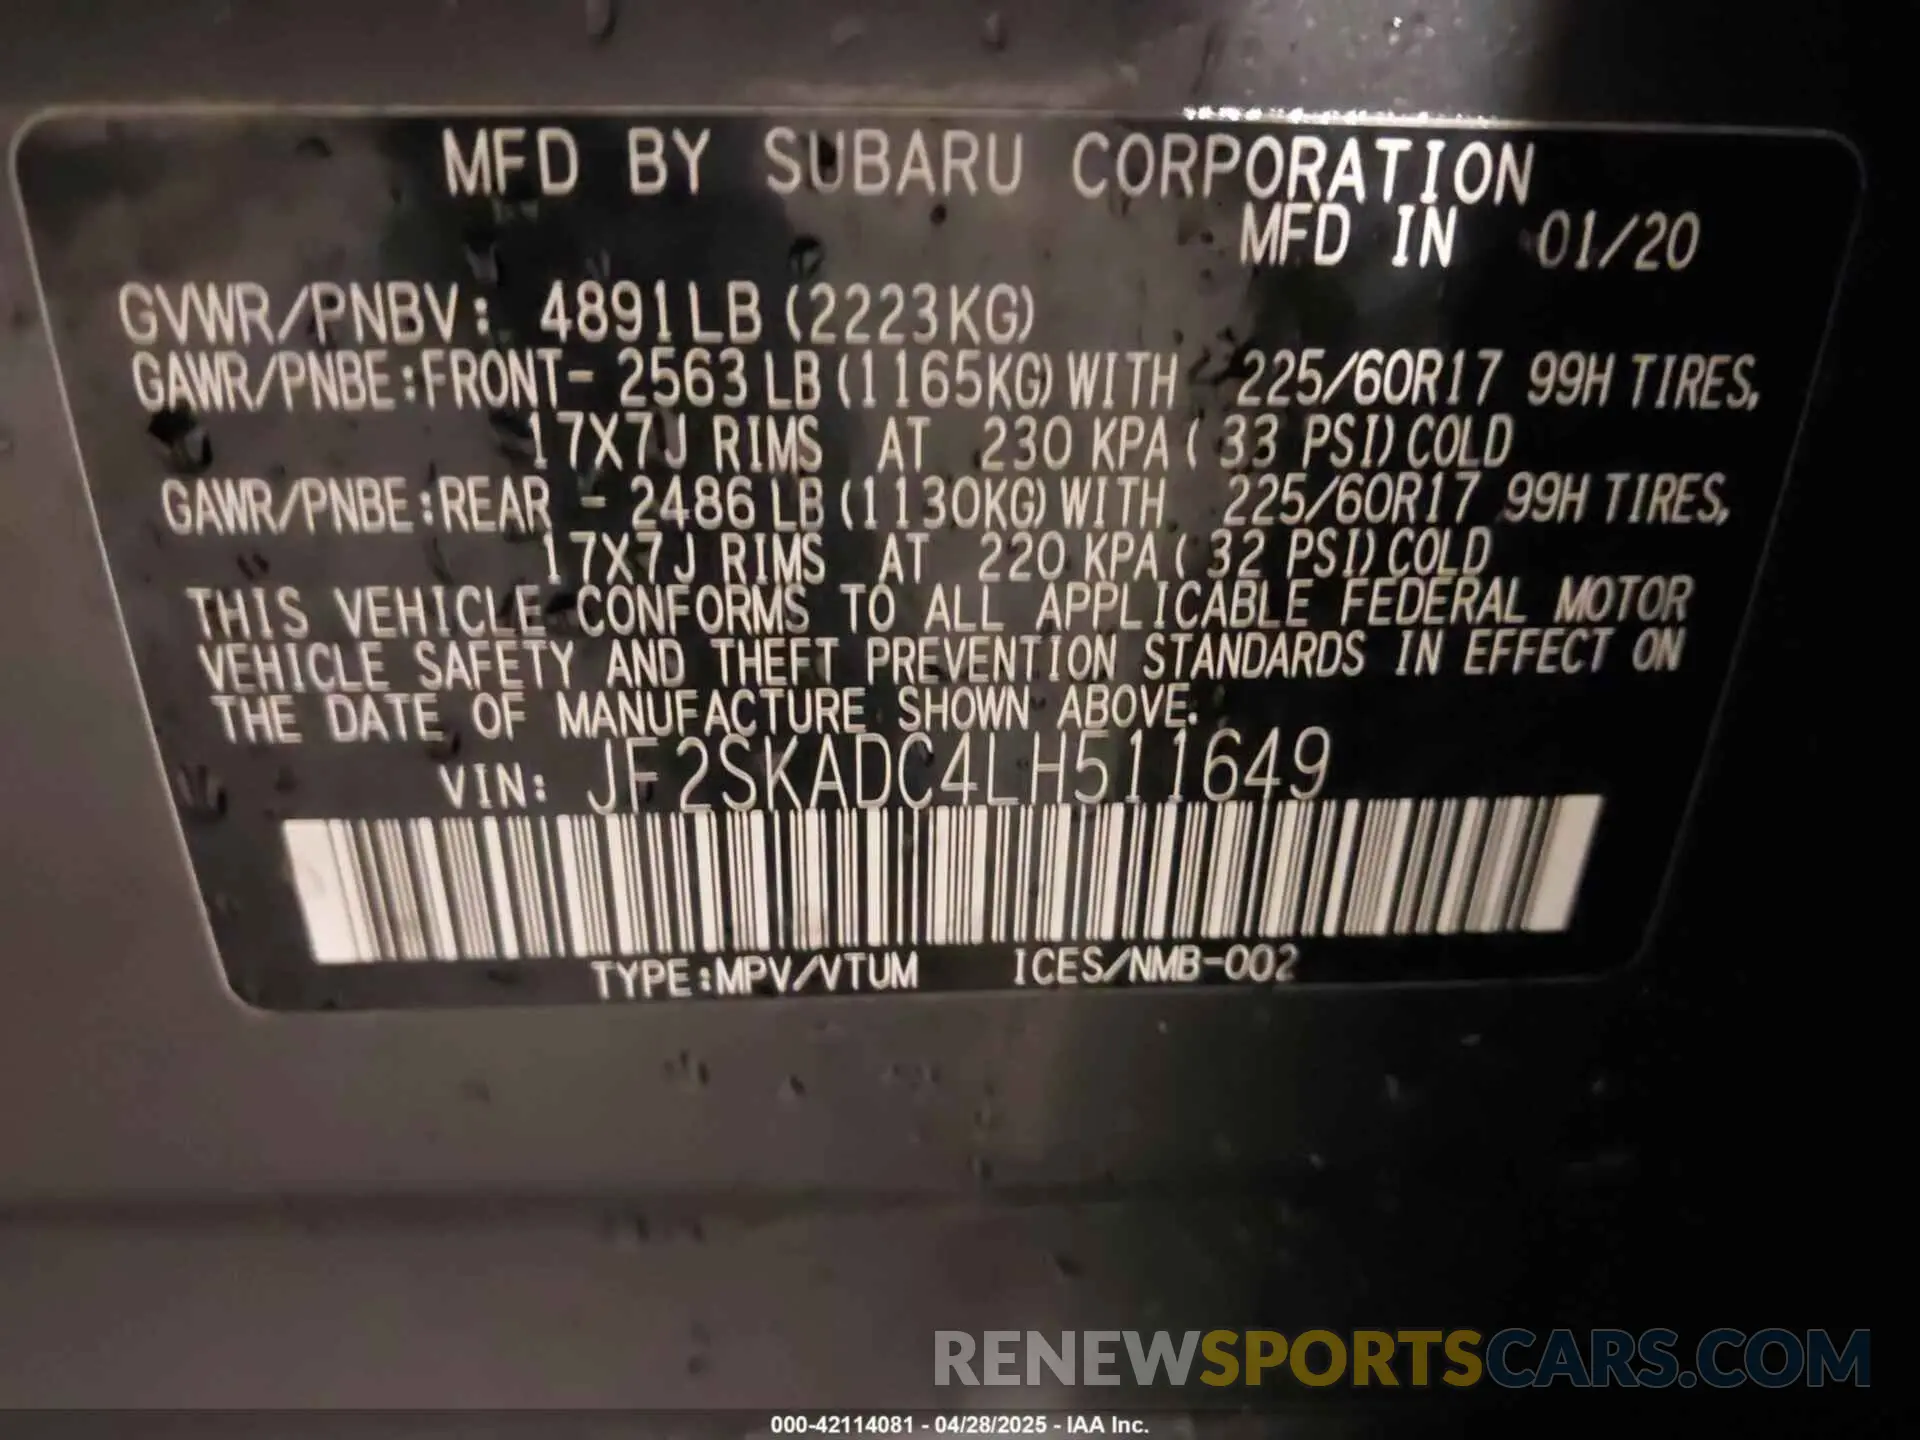 MFD BY SUBARU CORPORATION
MFD IN 01/20
GVWR/PNBV: 4891LB (2223KG)
GAWR/PNBE:FRONT- 2563 LB (1165KG) WITH 225/60R17 99H TIRES,
17X7J RIMS AT 230 KPA ( 33 PSI) COLD
GAWR/PNBE:REAR - 2486 LB (1130KG) WITH 225/60R17 99H TIRES,
17X7J RIMS AT 220 KPA ( 32 PSI) COLD
THIS VEHICLE CONFORMS TO ALL APPLICABLE FEDERAL MOTOR
VEHICLE SAFETY AND THEFT PREVENTION STANDARDS IN EFFECT ON
THE DATE OF MANUFACTURE SHOWN ABOVE.
VIN: JF2SKADC4LH511649
TYPE:MPV/VTUM ICES/NMB-002
RENEWSPORTSCARS.COM
000-42114081 - 04/28/2025 - IAA Inc.